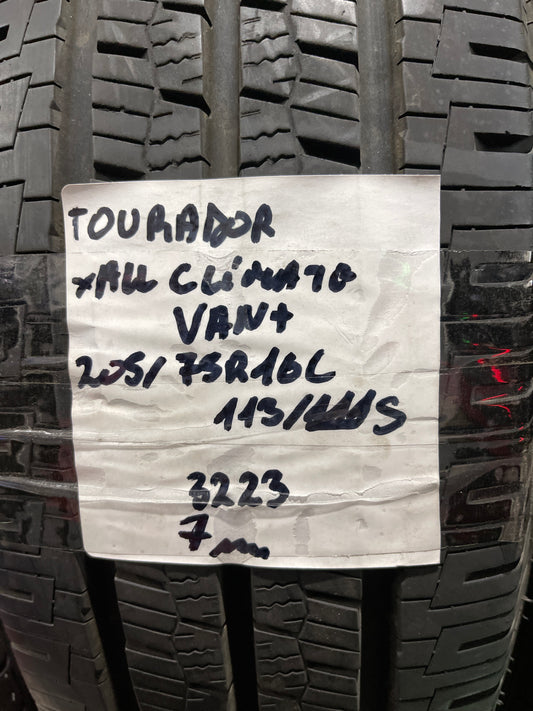 TOURADOR
XALL CLIMATE
VAN+
205/75R16C
113/111S
3223
7mm